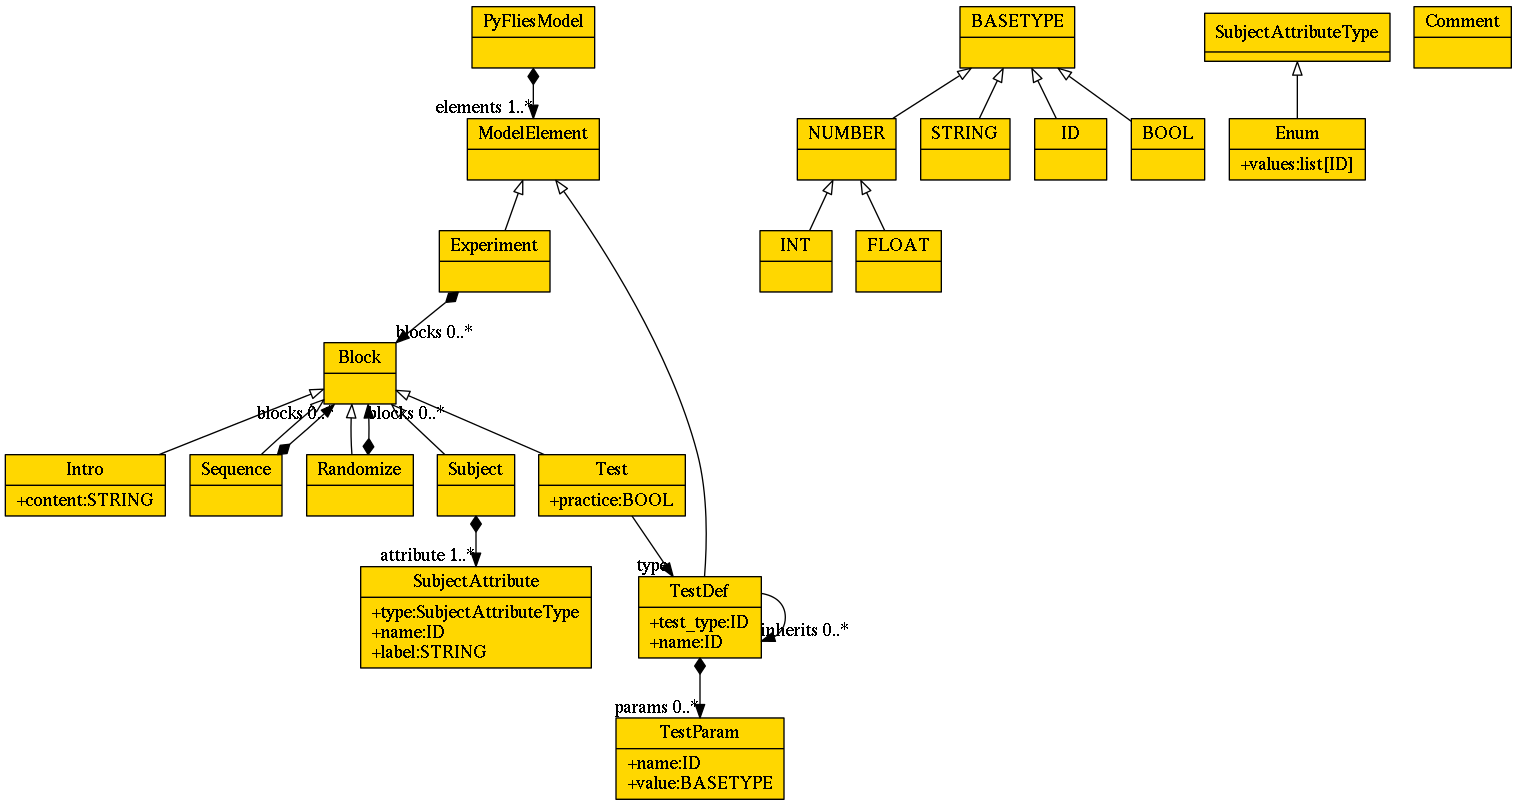 PyFliesModel
BASETYPE
SubjectAttributeType
Comment
elements 1..*
ModelElement
NUMBER
STRING
ID
BOOL
Enum
+values:list[ID]
Experiment
INT
FLOAT
blocks 0..*
Block
blocks 0..*
blocks 0..*
Intro
+content:STRING
Sequence
Randomize
Subject
Test
+practice:BOOL
attribute 1..*
type
SubjectAttribute
+type:SubjectAttributeType
+name:ID
+label:STRING
TestDef
+test_type:ID
+name:ID
inherits 0..*
params 0..*
TestParam
+name:ID
+value:BASETYPE